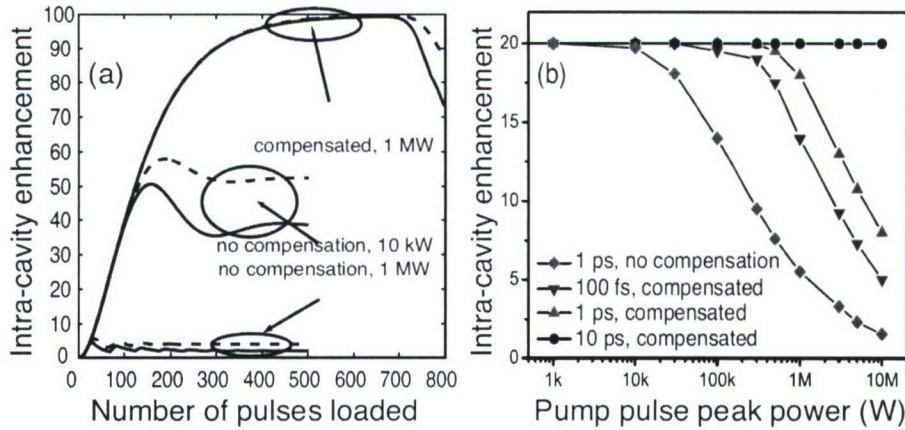 (a)
Intra-cavity enhancement
100
90
80
70
60
50
40
30
20
10
0
compensated, 1 MW
no compensation, 10 kW
no compensation, 1 MW
0 100 200 300 400 500 600 700 800
Number of pulses loaded
(b)
Intra-cavity enhancement
20
15
10
5
0
1 ps, no compensation
100 fs, compensated
1 ps, compensated
10 ps, compensated
1k 10k 100k 1M 10M
Pump pulse peak power (W)